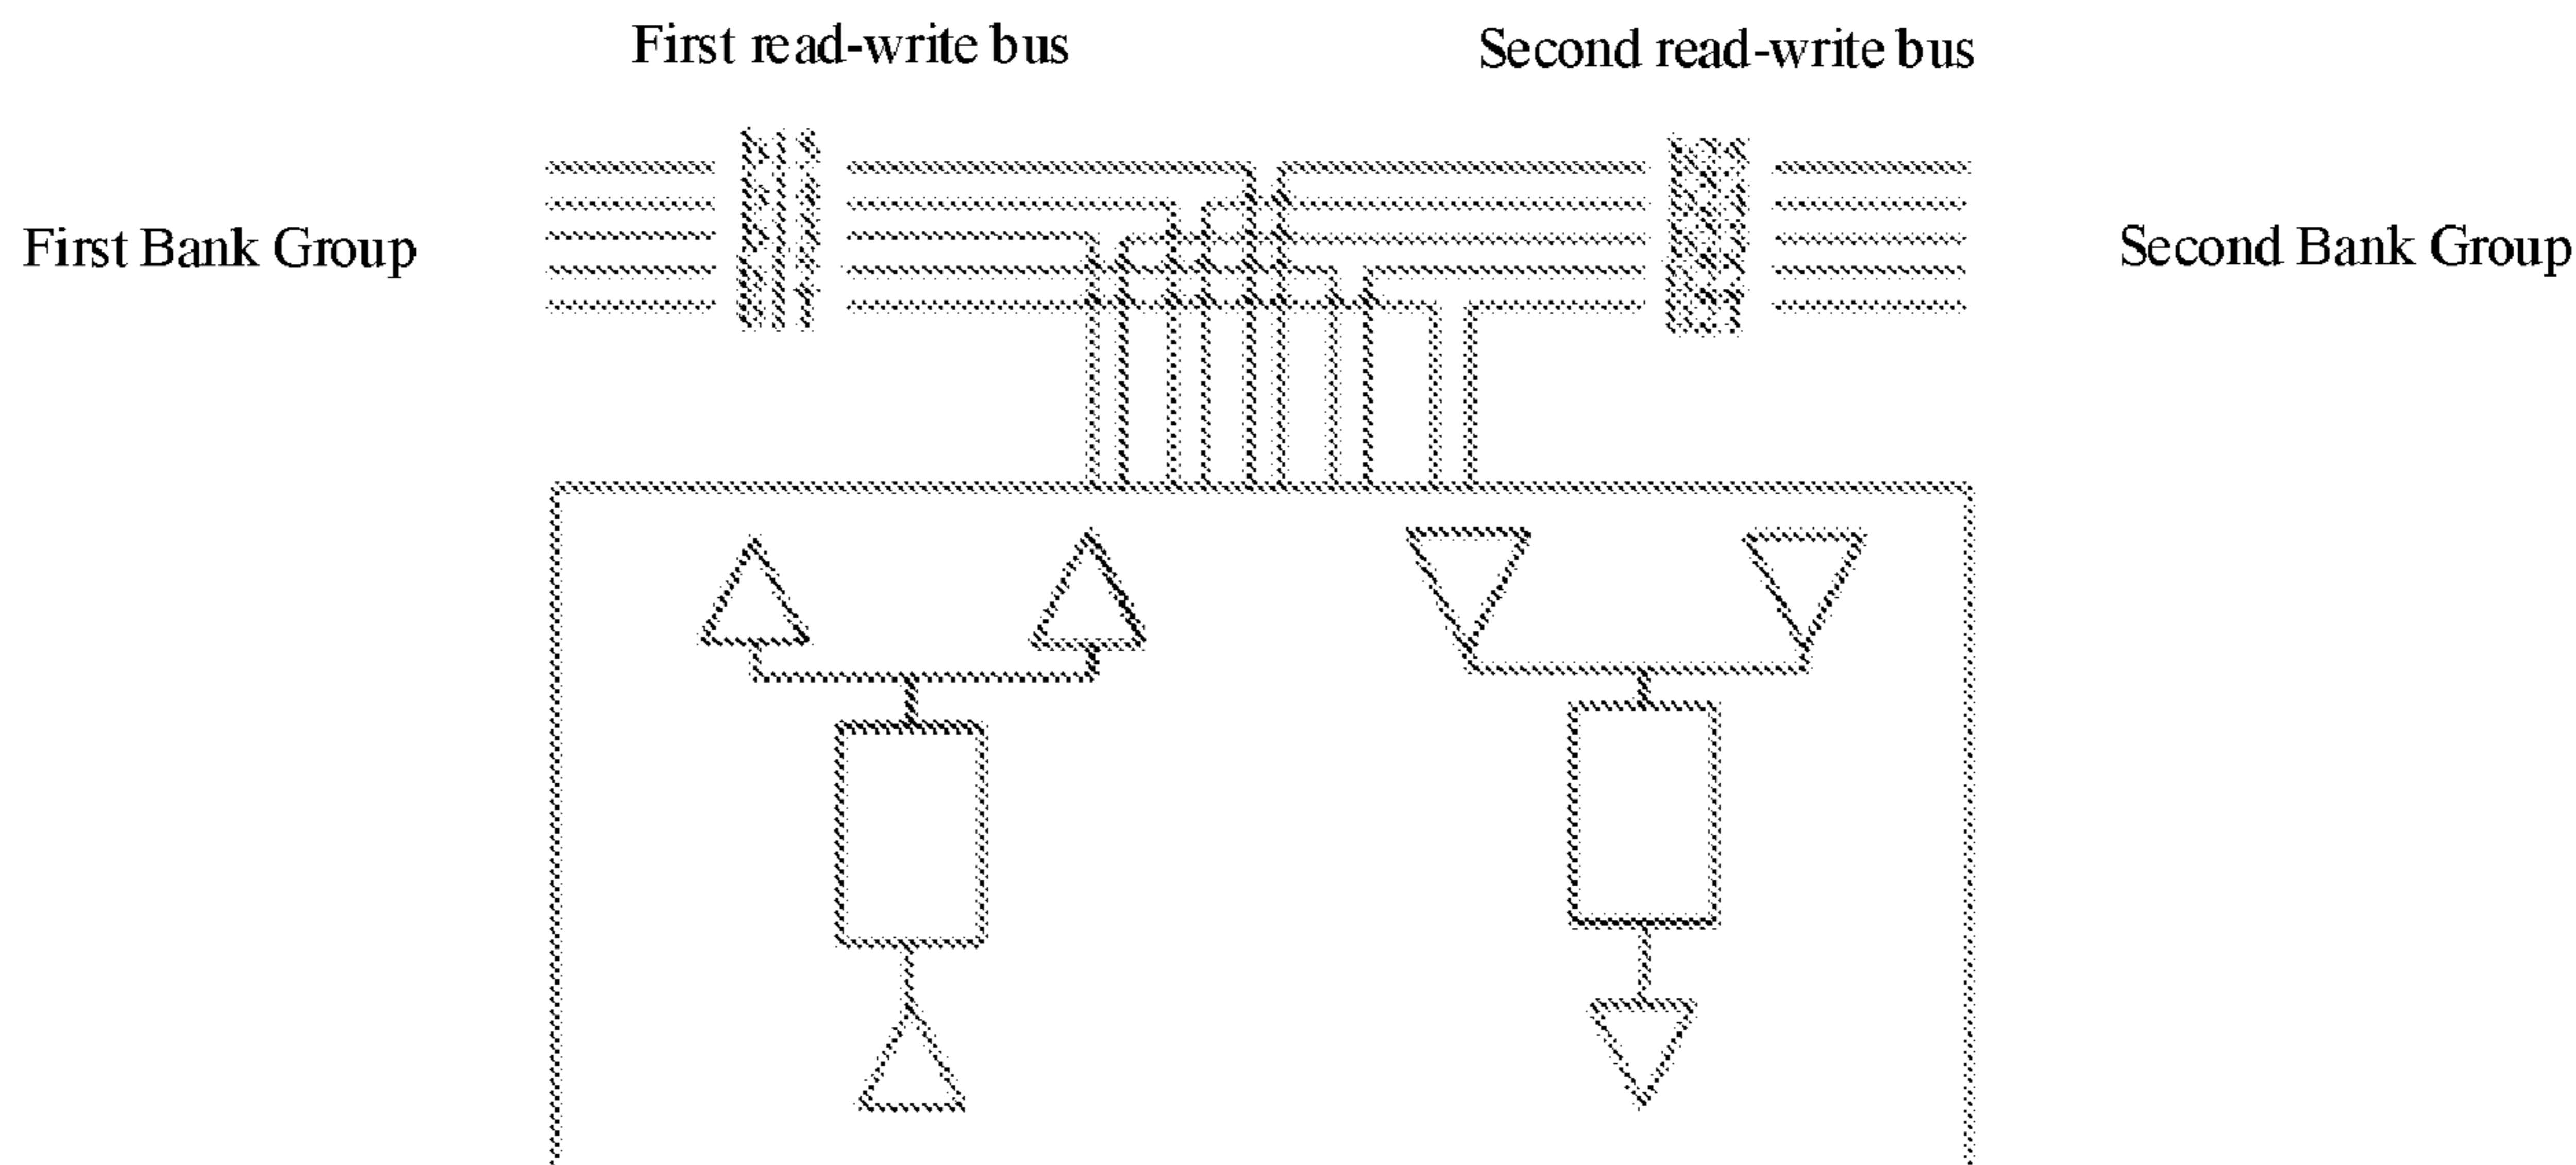 First read-write bus
Second read-write bus
First Bank Group
Second Bank Group